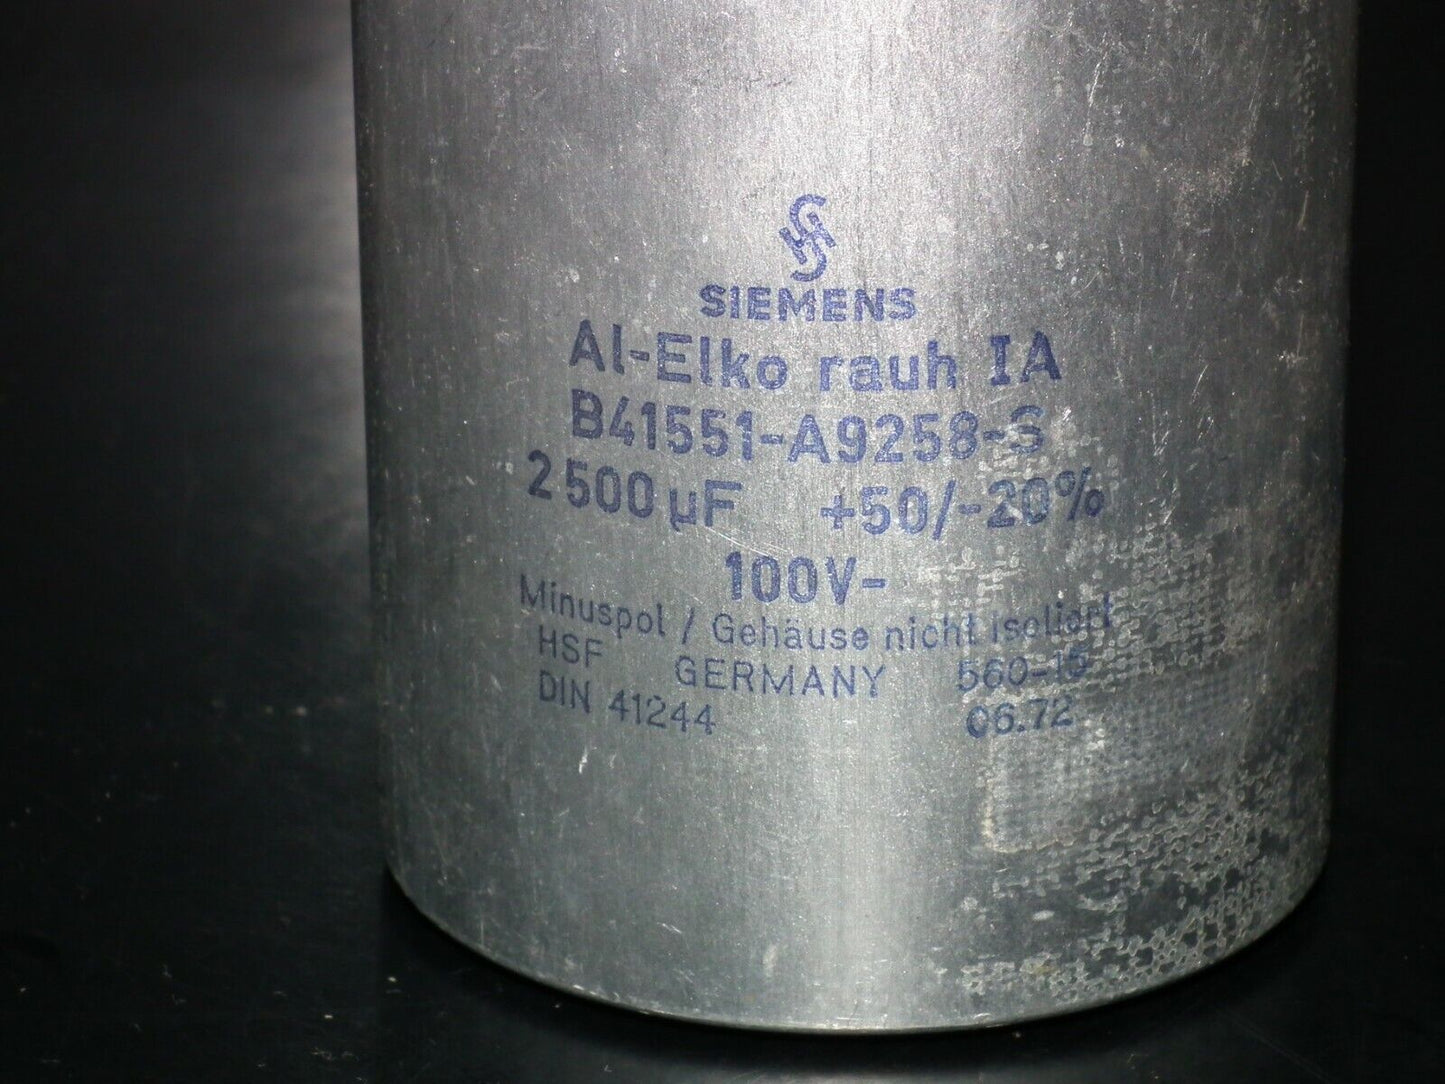 SIEMENS
Al-Elko rauh IA
B41551-A9258-S
2500 µF +50/-20%
100V-
Minuspol / Gehäuse nicht isoliert
HSF GERMANY 560-15
DIN 41244 06.72